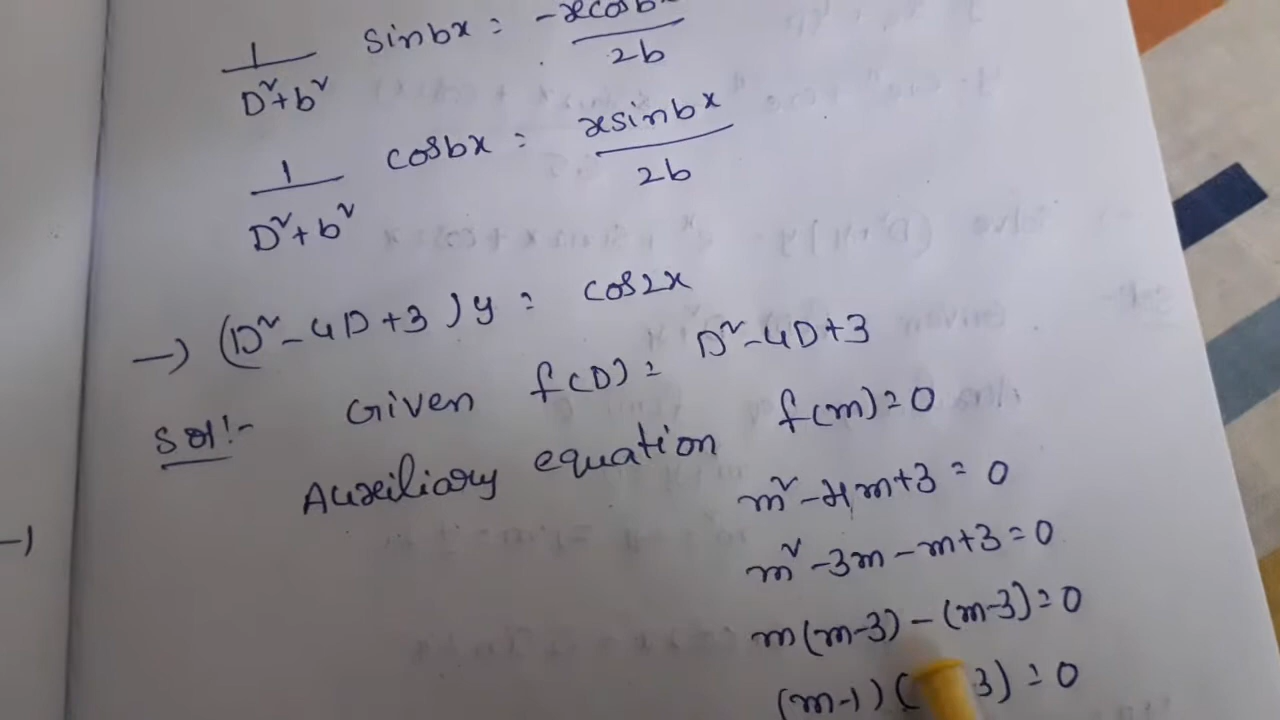 1/(D²+b²) sinbx = -xcosbx/2b
1/(D²+b²) cosbx = xsinbx/2b
→ (D²-4D+3)y = cos2x
Sol:- Given f(D) = D²-4D+3
Auxiliary equation f(m)=0
m²-4m+3=0
m²-3m-m+3=0
m(m-3)-(m-3)=0
(m-1)( 3)=0